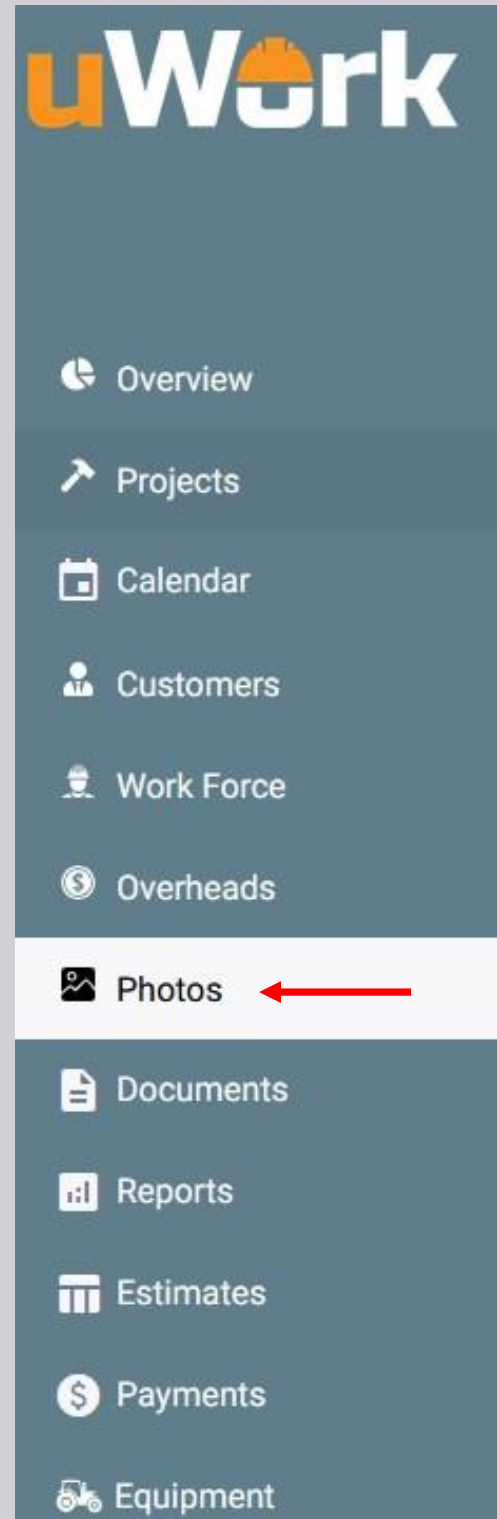 uWork
Overview
Projects
Calendar
Customers
Work Force
Overheads
Photos
Documents
Reports
Estimates
Payments
Equipment